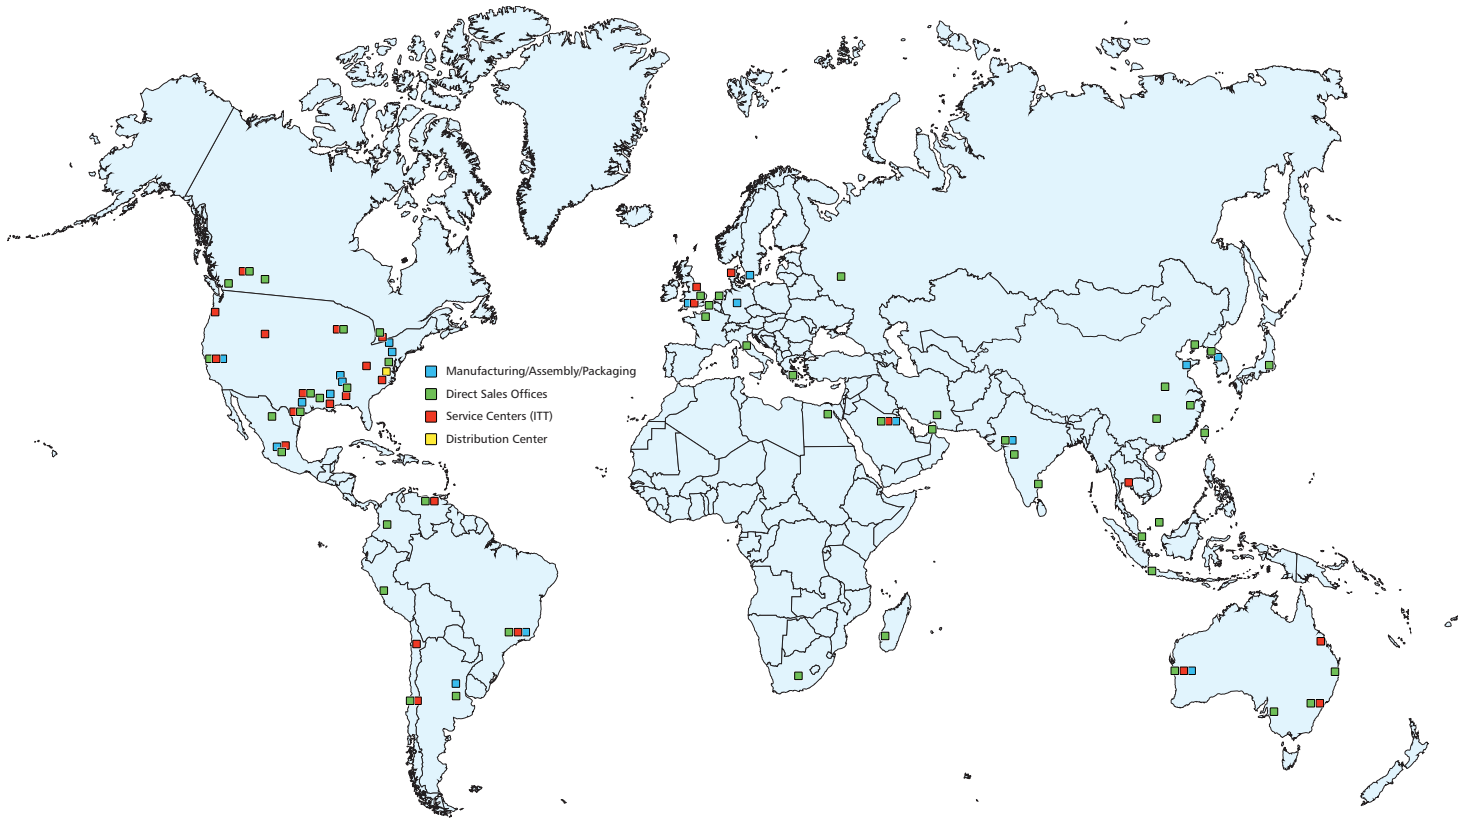 Manufacturing/Assembly/Packaging
Direct Sales Offices
Service Centers (ITT)
Distribution Center